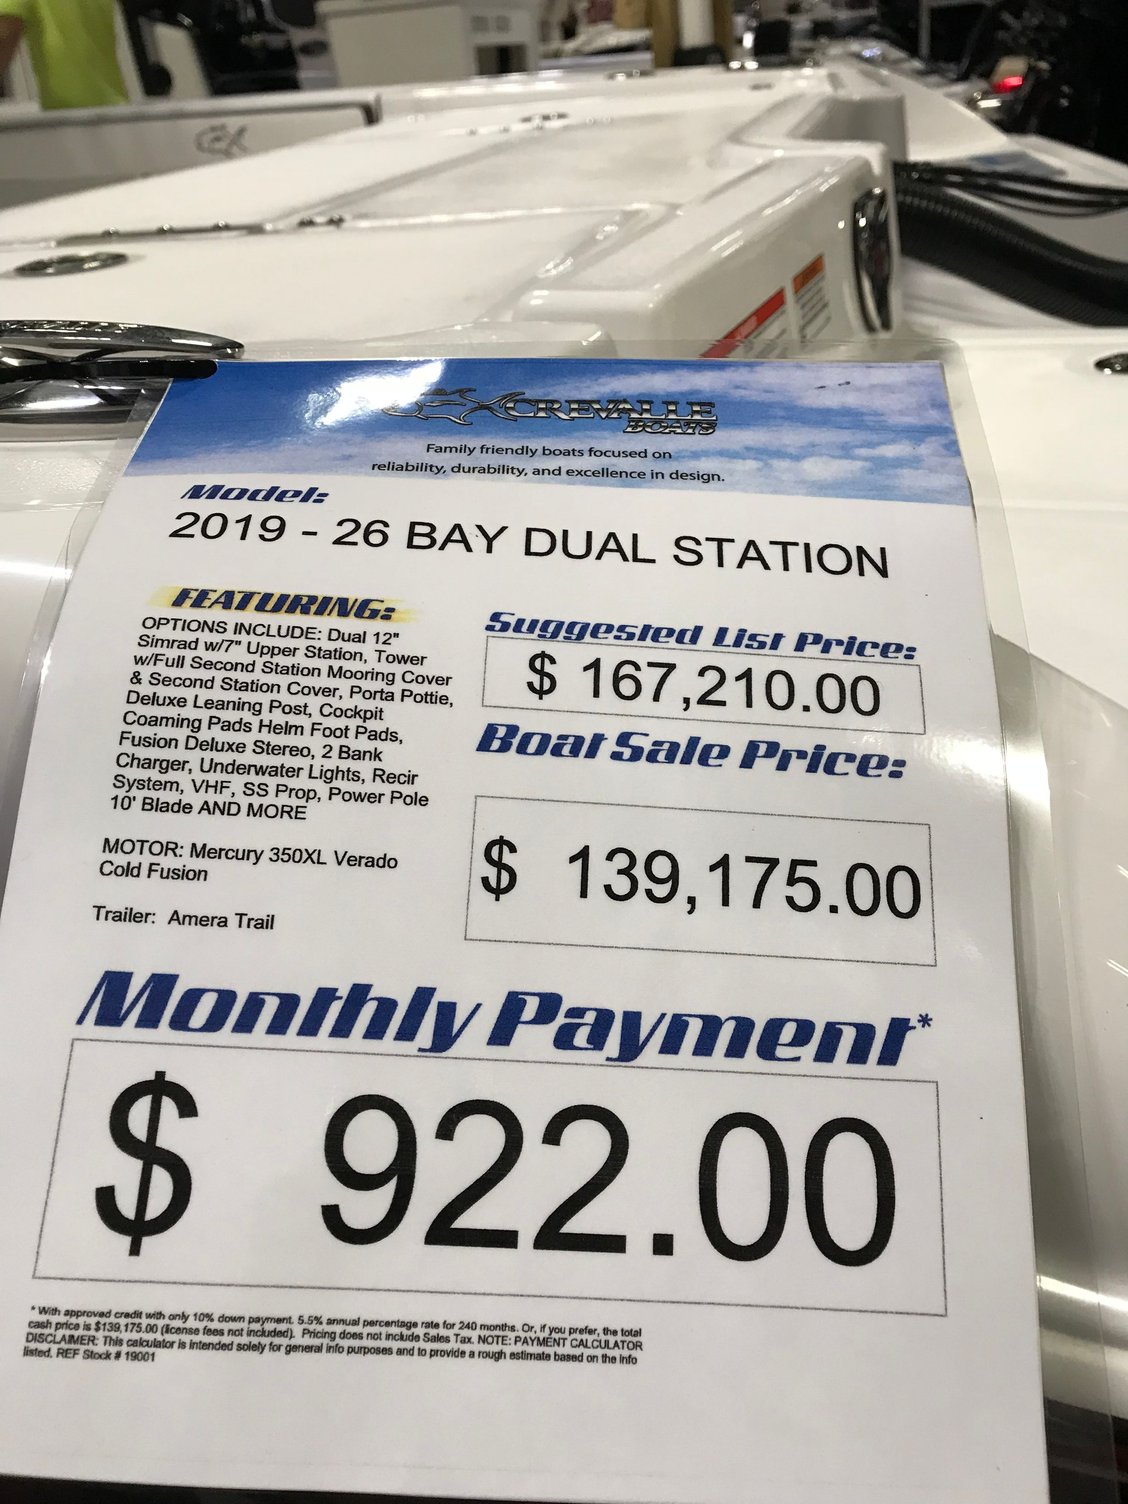 CREVALLE
BOATS
Family friendly boats focused on
reliability, durability, and excellence in design.
Model:
2019 - 26 BAY DUAL STATION
FEATURING:
OPTIONS INCLUDE: Dual 12"
Simrad w/7" Upper Station, Tower
w/Full Second Station Mooring Cover
& Second Station Cover, Porta Pottie,
Deluxe Leaning Post, Cockpit
Coaming Pads Helm Foot Pads,
Fusion Deluxe Stereo, 2 Bank
Charger, Underwater Lights, Recir
System, VHF, SS Prop, Power Pole
10' Blade AND MORE
MOTOR: Mercury 350XL Verado
Cold Fusion
Trailer: Amera Trail
Suggested List Price:
$ 167,210.00
Boat Sale Price:
$ 139,175.00
Monthly Payment*
$ 922.00
* With approved credit with only 10% down payment. 5.5% annual percentage rate for 240 months. Or, if you prefer, the total
cash price is $139,175.00 (license fees not included). Pricing does not include Sales Tax. NOTE: PAYMENT CALCULATOR
DISCLAIMER: This calculator is intended solely for general info purposes and to provide a rough estimate based on the info
listed. REF Stock # 19001